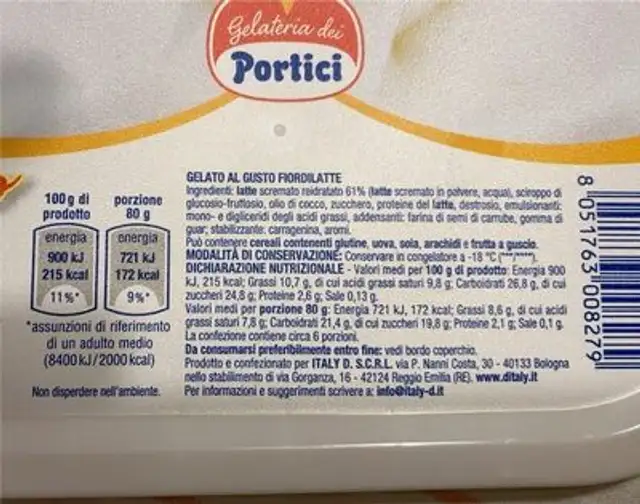 Gelateria dei
Portici
100 g di prodotto
porzione 80 g
energia
900 kJ
215 kcal
11%*
energia
721 kJ
172 kcal
9%*
*assunzioni di riferimento
di un adulto medio
(8400 kJ/2000 kcal)
Non disperdere nell'ambiente.
GELATO AL GUSTO FIORDILATTE
Ingredienti: latte scremato reidratato 61% (latte scremato in polvere, acqua), sciroppo di
glucosio-fruttosio, olio di cocco, zucchero, proteine del latte, destrosio, emulsionanti:
mono- e digliceridi degli acidi grassi, addensanti: farina di semi di carrube, gomma di
guar; stabilizzante: carragenina, aromi.
Può contenere cereali contenenti glutine, uova, soia, arachidi e frutta a guscio.
MODALITÀ DI CONSERVAZIONE: Conservare in congelatore a -18 °C (***/****).
DICHIARAZIONE NUTRIZIONALE - Valori medi per 100 g di prodotto: Energia 900
kJ, 215 kcal; Grassi 10,7 g, di cui acidi grassi saturi 9,8 g; Carboidrati 26,8 g, di cui
zuccheri 24,8 g; Proteine 2,6 g; Sale 0,13 g.
Valori medi per porzione 80 g: Energia 721 kJ, 172 kcal; Grassi 8,6 g, di cui acidi
grassi saturi 7,8 g; Carboidrati 21,4 g, di cui zuccheri 19,8 g; Proteine 2,1 g; Sale 0,1 g.
La confezione contiene circa 6 porzioni.
Da consumarsi preferibilmente entro fine: vedi bordo coperchio.
Prodotto e confezionato per ITALY D. S.C.R.L. via P. Nanni Costa, 30 - 40133 Bologna
nello stabilimento di via Gorganza, 16 - 42124 Reggio Emilia (RE). www.ditaly.it
Per informazioni e suggerimenti scrivere a: info@italy-d.it
8 051763 008279